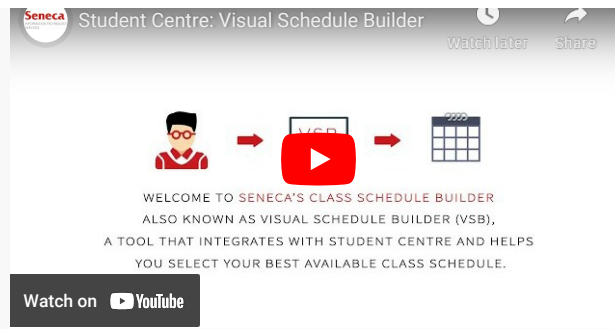 Seneca
Student Centre: Visual Schedule Builder
Watch later
Share
VSB
WELCOME TO SENECA'S CLASS SCHEDULE BUILDER
ALSO KNOWN AS VISUAL SCHEDULE BUILDER (VSB),
A TOOL THAT INTEGRATES WITH STUDENT CENTRE AND HELPS
YOU SELECT YOUR BEST AVAILABLE CLASS SCHEDULE.
Watch on YouTube